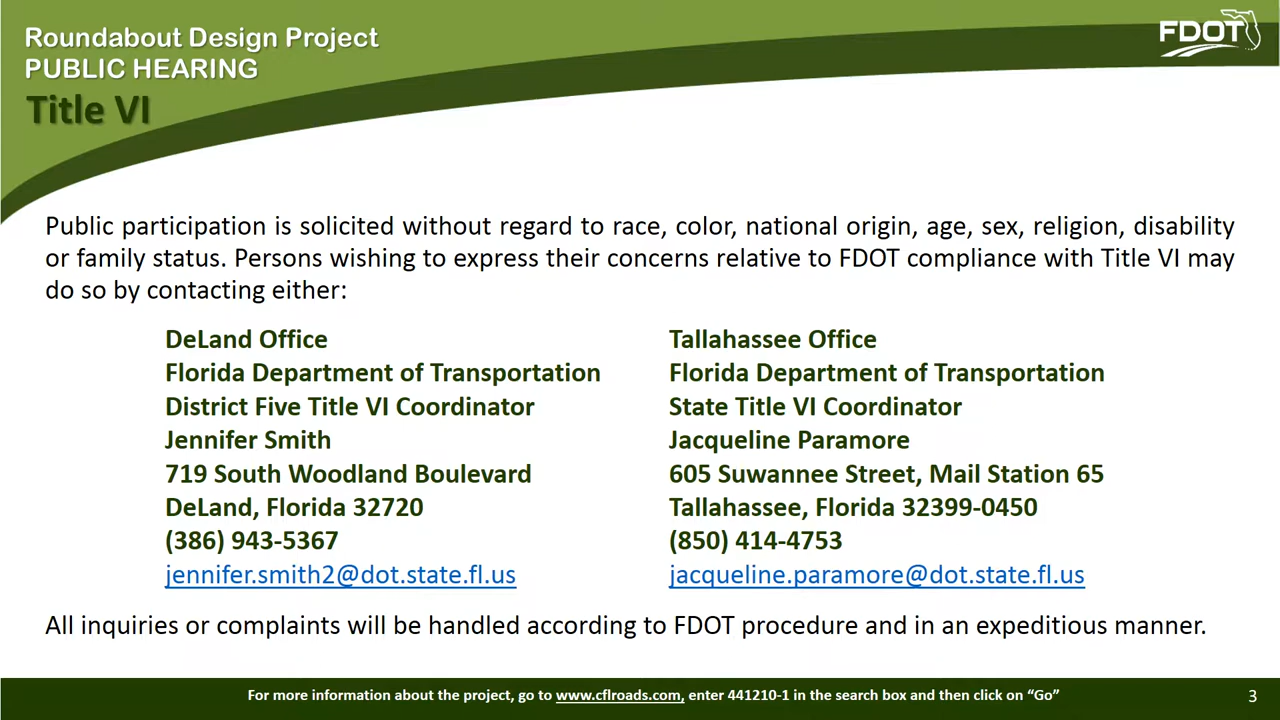 Roundabout Design Project
PUBLIC HEARING
Title VI
FDOT
Public participation is solicited without regard to race, color, national origin, age, sex, religion, disability
or family status. Persons wishing to express their concerns relative to FDOT compliance with Title VI may
do so by contacting either:
DeLand Office
Florida Department of Transportation
District Five Title VI Coordinator
Jennifer Smith
719 South Woodland Boulevard
DeLand, Florida 32720
(386) 943-5367
jennifer.smith2@dot.state.fl.us
Tallahassee Office
Florida Department of Transportation
State Title VI Coordinator
Jacqueline Paramore
605 Suwannee Street, Mail Station 65
Tallahassee, Florida 32399-0450
(850) 414-4753
jacqueline.paramore@dot.state.fl.us
All inquiries or complaints will be handled according to FDOT procedure and in an expeditious manner.
For more information about the project, go to www.cflroads.com, enter 441210-1 in the search box and then click on “Go”
3